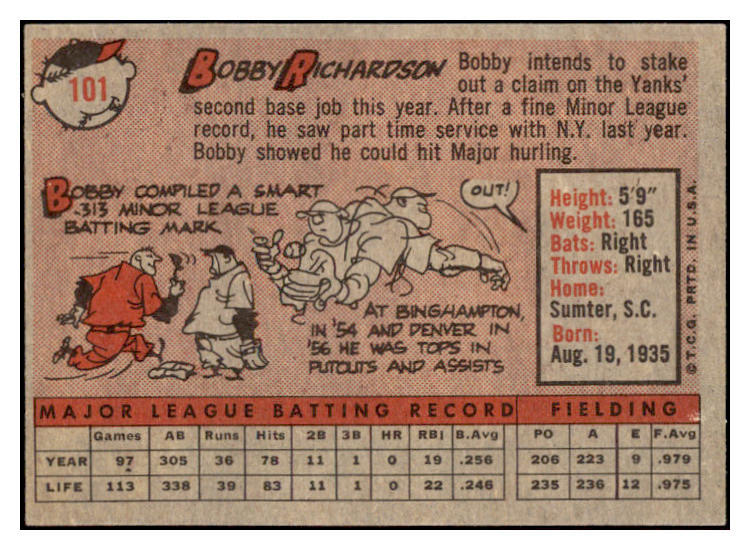 101
BOBBY RICHARDSON
Bobby intends to stake
out a claim on the Yanks'
second base job this year. After a fine Minor League
record, he saw part time service with N.Y. last year.
Bobby showed he could hit Major hurling.
BOBBY COMPILED A SMART
.313 MINOR LEAGUE
BATTING MARK
OUT!
AT BINGHAMPTON,
IN '54 AND DENVER IN
'56 HE WAS TOPS IN
PUTOUTS AND ASSISTS
Height: 5'9"
Weight: 165
Bats: Right
Throws: Right
Home:
Sumter, S.C.
Born:
Aug. 19, 1935
©T.C.G. PRTD. IN U.S.A.
MAJOR LEAGUE BATTING RECORD FIELDING
Games AB Runs Hits 2B 3B HR RBI B.Avg PO A E F.Avg
YEAR 97 305 36 78 11 1 0 19 .256 206 223 9 .979
LIFE 113 338 39 83 11 1 0 22 .246 235 236 12 .975